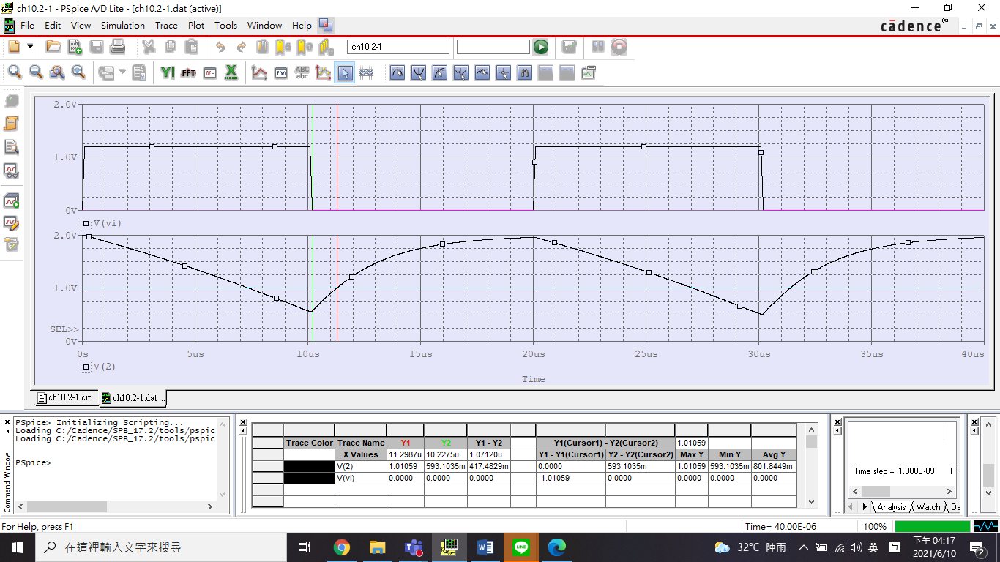 ch10.2-1 - PSpice A/D Lite - [ch10.2-1.dat (active)]
File Edit View Simulation Trace Plot Tools Window Help
cādence®
ch10.2-1
FFT
ABC
abc
2.0V
1.0V
0V
V(vi)
2.0V
1.0V
SEL>>
0V
0s 5us 10us 15us 20us 25us 30us 35us 40us
V(2)
Time
ch10.2-1.cir... ch10.2-1.dat ...
Command Window
PSpice> Initializing Scripting...
Loading C:/Cadence/SPB_17.2/tools/pspic
Loading C:/Cadence/SPB_17.2/tools/pspic
PSpice>
Trace Color Trace Name Y1 Y2 Y1 - Y2 Y1(Cursor1) - Y2(Cursor2) 1.01059
X Values 11.2987u 10.2275u 1.07120u Y1 - Y1(Cursor1) Y2 - Y2(Cursor2) Max Y Min Y Avg Y
V(2) 1.01059 593.1035m 417.4829m 0.0000 593.1035m 1.01059 593.1035m 801.8449m
V(vi) 0.0000 0.0000 0.0000 -1.01059 0.0000 0.0000 0.0000 0.0000
Time step = 1.000E-09 Ti
Analysis Watch De
For Help, press F1
Time= 40.00E-06 100%
在這裡輸入文字來搜尋
32°C 陣雨
英
下午 04:17
2021/6/10
2